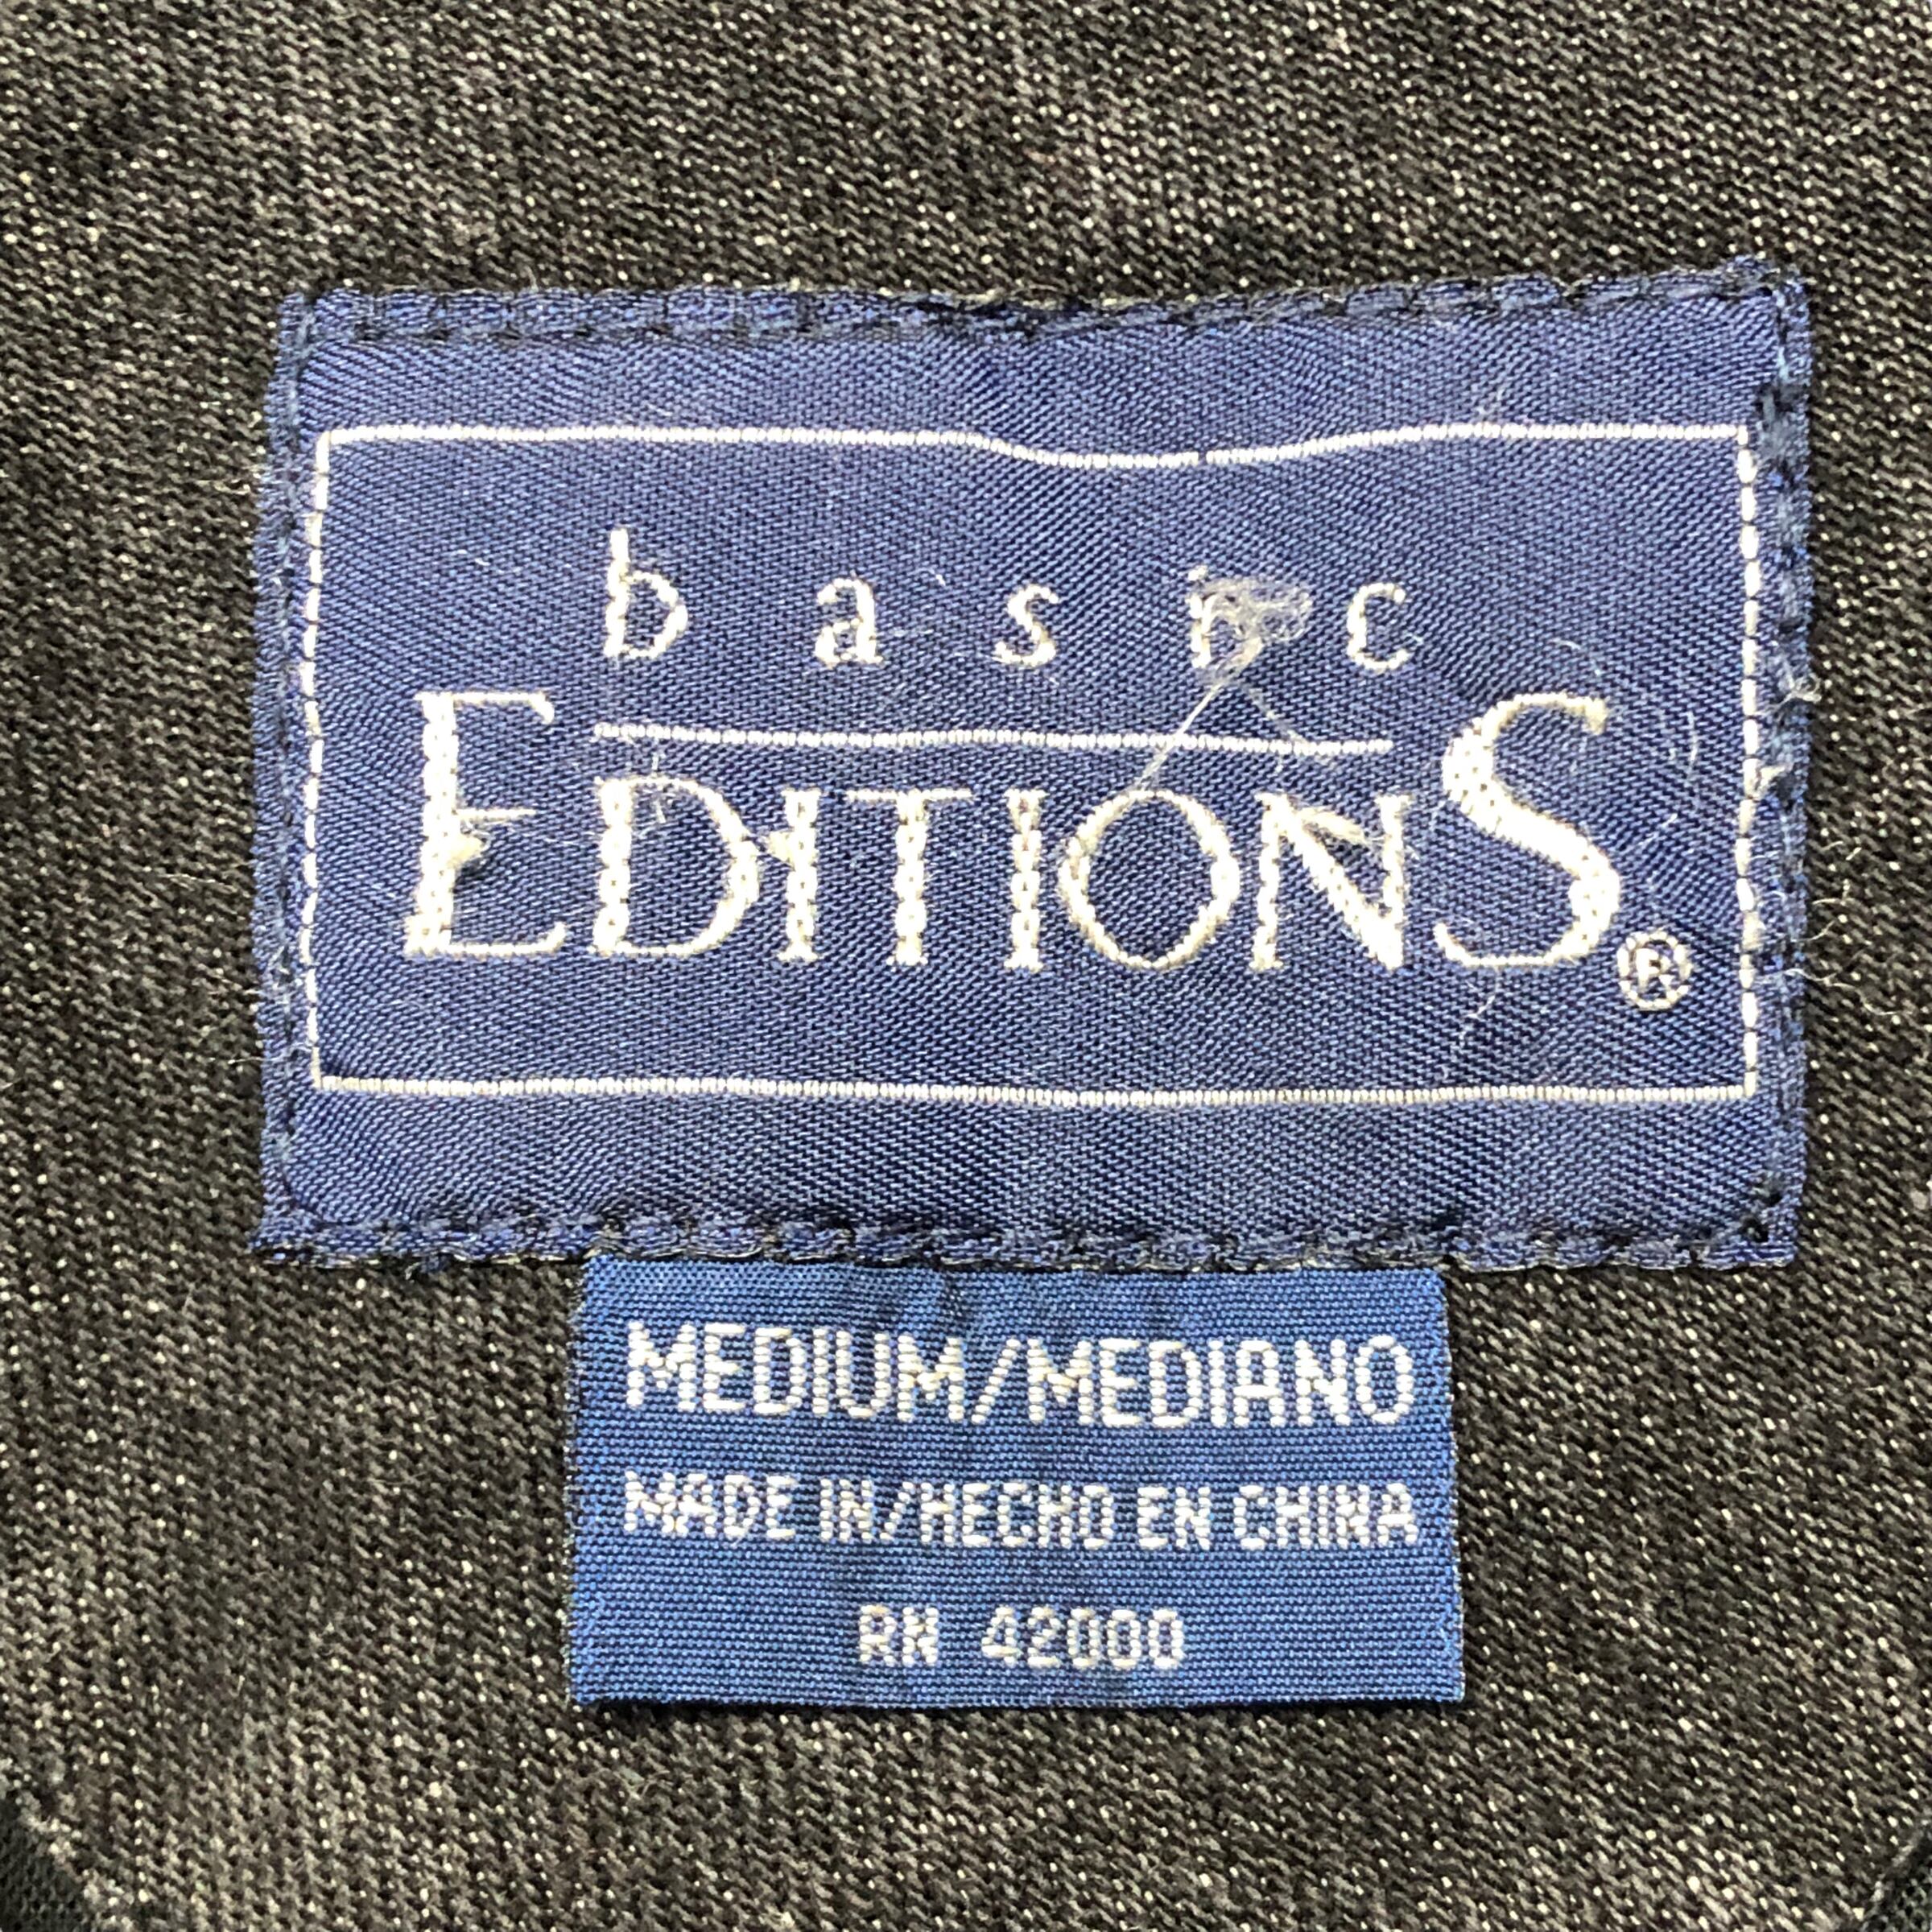 basic
EDITIONS®
MEDIUM/MEDIANO
MADE IN/HECHO EN CHINA
RN 42000